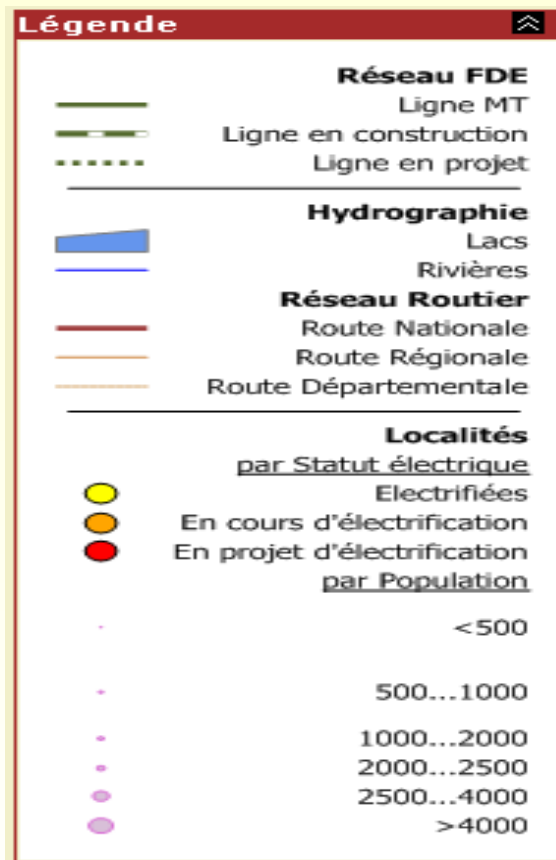 Légende
Réseau FDE
Ligne MT
Ligne en construction
Ligne en projet
Hydrographie
Lacs
Rivières
Réseau Routier
Route Nationale
Route Régionale
Route Départementale
Localités
par Statut électrique
Electrifiées
En cours d'électrification
En projet d'électrification
par Population
<500
500...1000
1000...2000
2000...2500
2500...4000
>4000